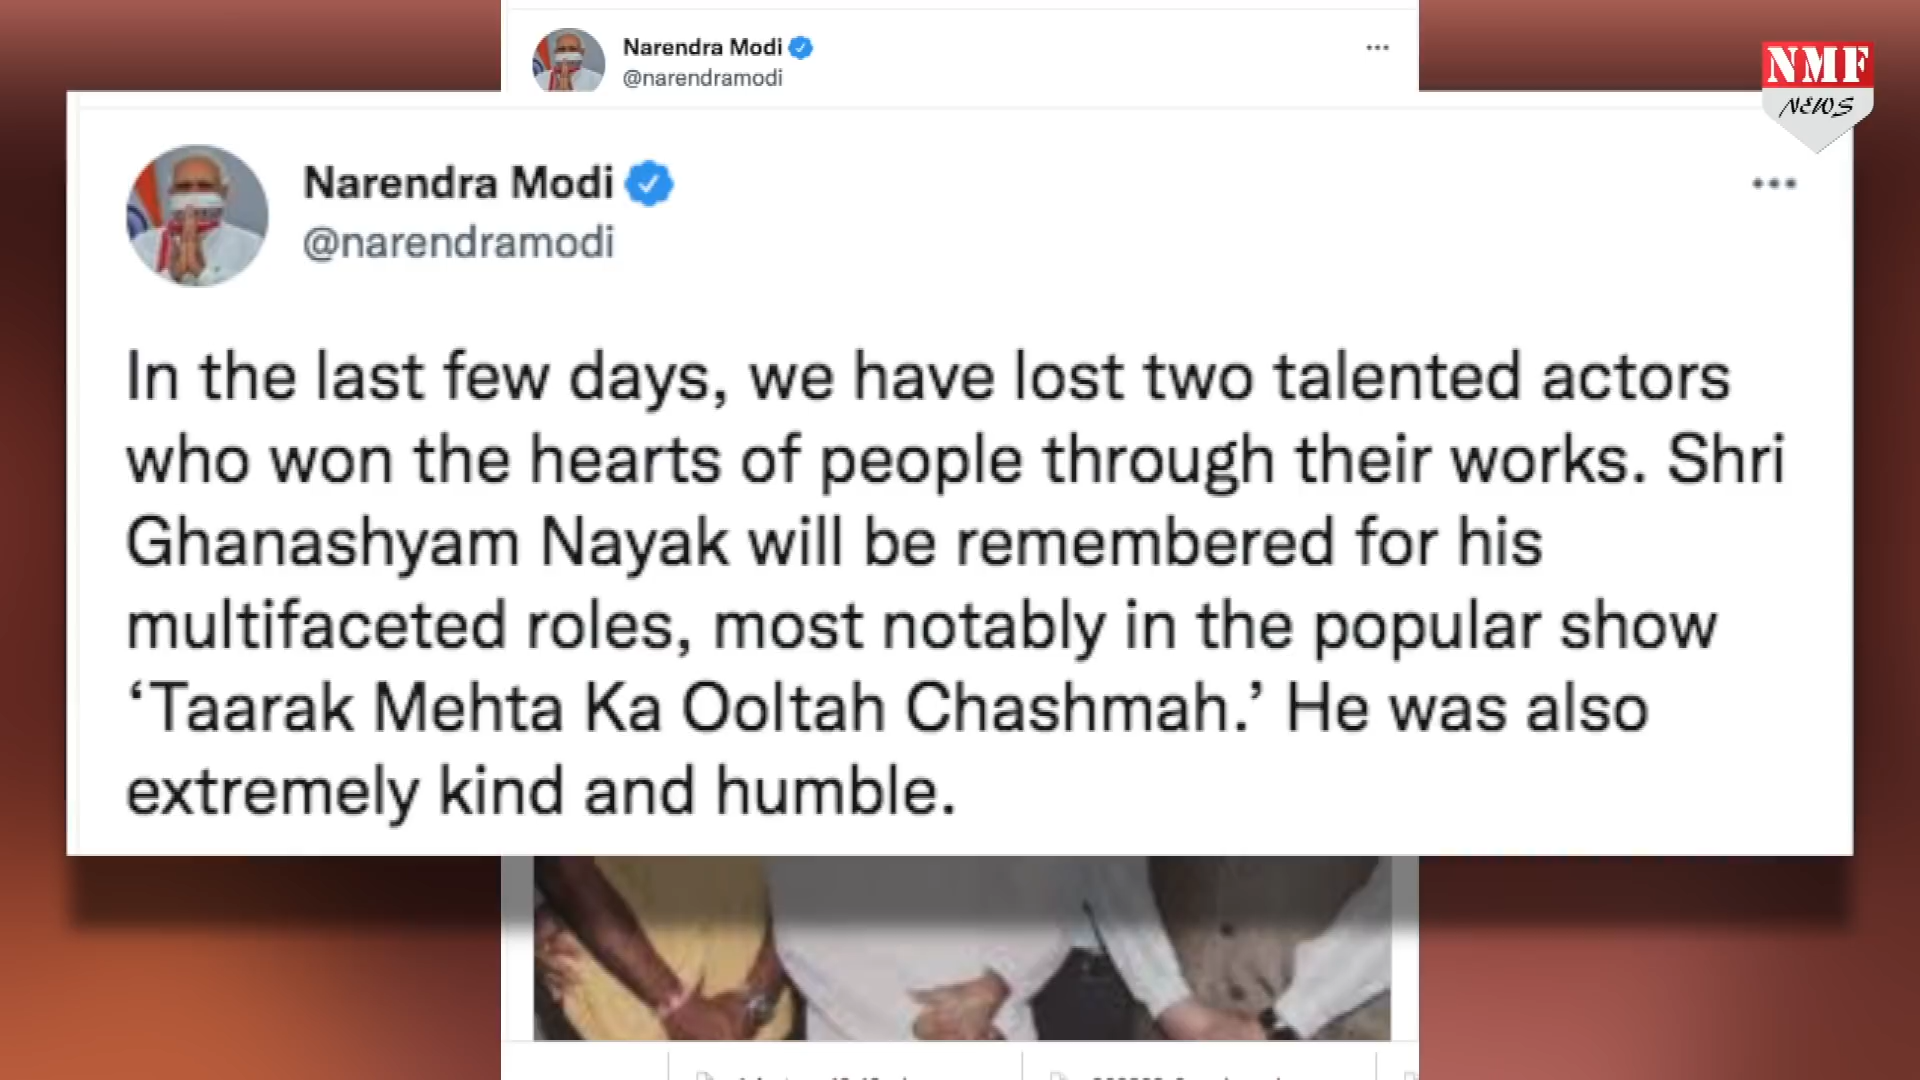 Narendra Modi
@narendramodi
NMF
NEWS
Narendra Modi
@narendramodi
In the last few days, we have lost two talented actors
who won the hearts of people through their works. Shri
Ghanashyam Nayak will be remembered for his
multifaceted roles, most notably in the popular show
‘Taarak Mehta Ka Ooltah Chashmah.’ He was also
extremely kind and humble.